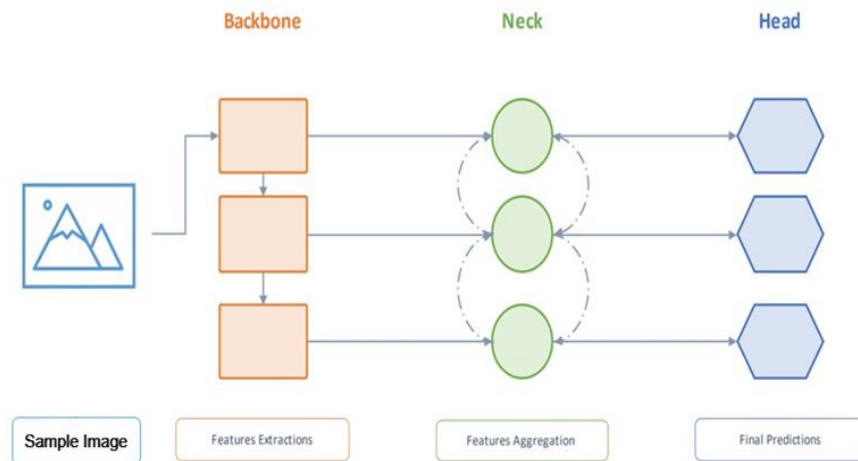 Backbone
Neck
Head
Sample Image
Features Extractions
Features Aggregation
Final Predictions